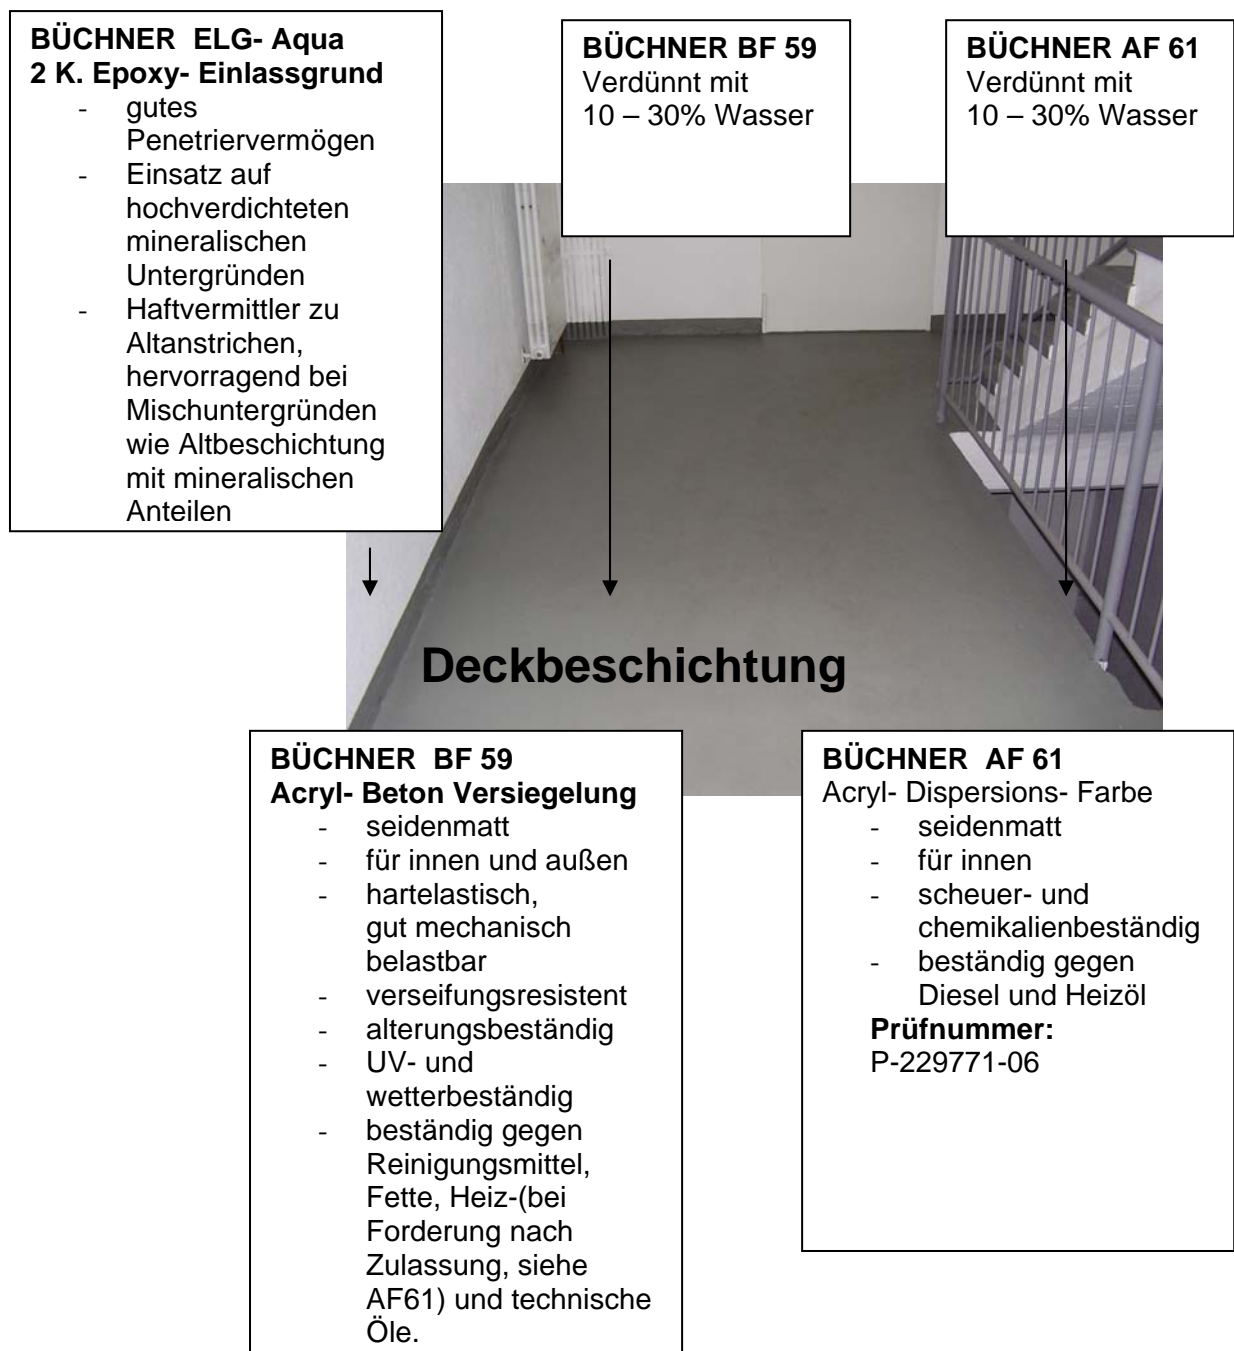 BÜCHNER ELG- Aqua
2 K. Epoxy- Einlassgrund
- gutes
Penetriervermögen
- Einsatz auf
hochverdichteten
mineralischen
Untergründen
- Haftvermittler zu
Altanstrichen,
hervorragend bei
Mischuntergründen
wie Altbeschichtung
mit mineralischen
Anteilen
BÜCHNER BF 59
Verdünnt mit
10 – 30% Wasser
BÜCHNER AF 61
Verdünnt mit
10 – 30% Wasser
Deckbeschichtung
BÜCHNER BF 59
Acryl- Beton Versiegelung
- seidenmatt
- für innen und außen
- hartelastisch,
gut mechanisch
belastbar
- verseifungsresistent
- alterungsbeständig
- UV- und
wetterbeständig
- beständig gegen
Reinigungsmittel,
Fette, Heiz-(bei
Forderung nach
Zulassung, siehe
AF61) und technische
Öle.
BÜCHNER AF 61
Acryl- Dispersions- Farbe
- seidenmatt
- für innen
- scheuer- und
chemikalienbeständig
- beständig gegen
Diesel und Heizöl
Prüfnummer:
P-229771-06